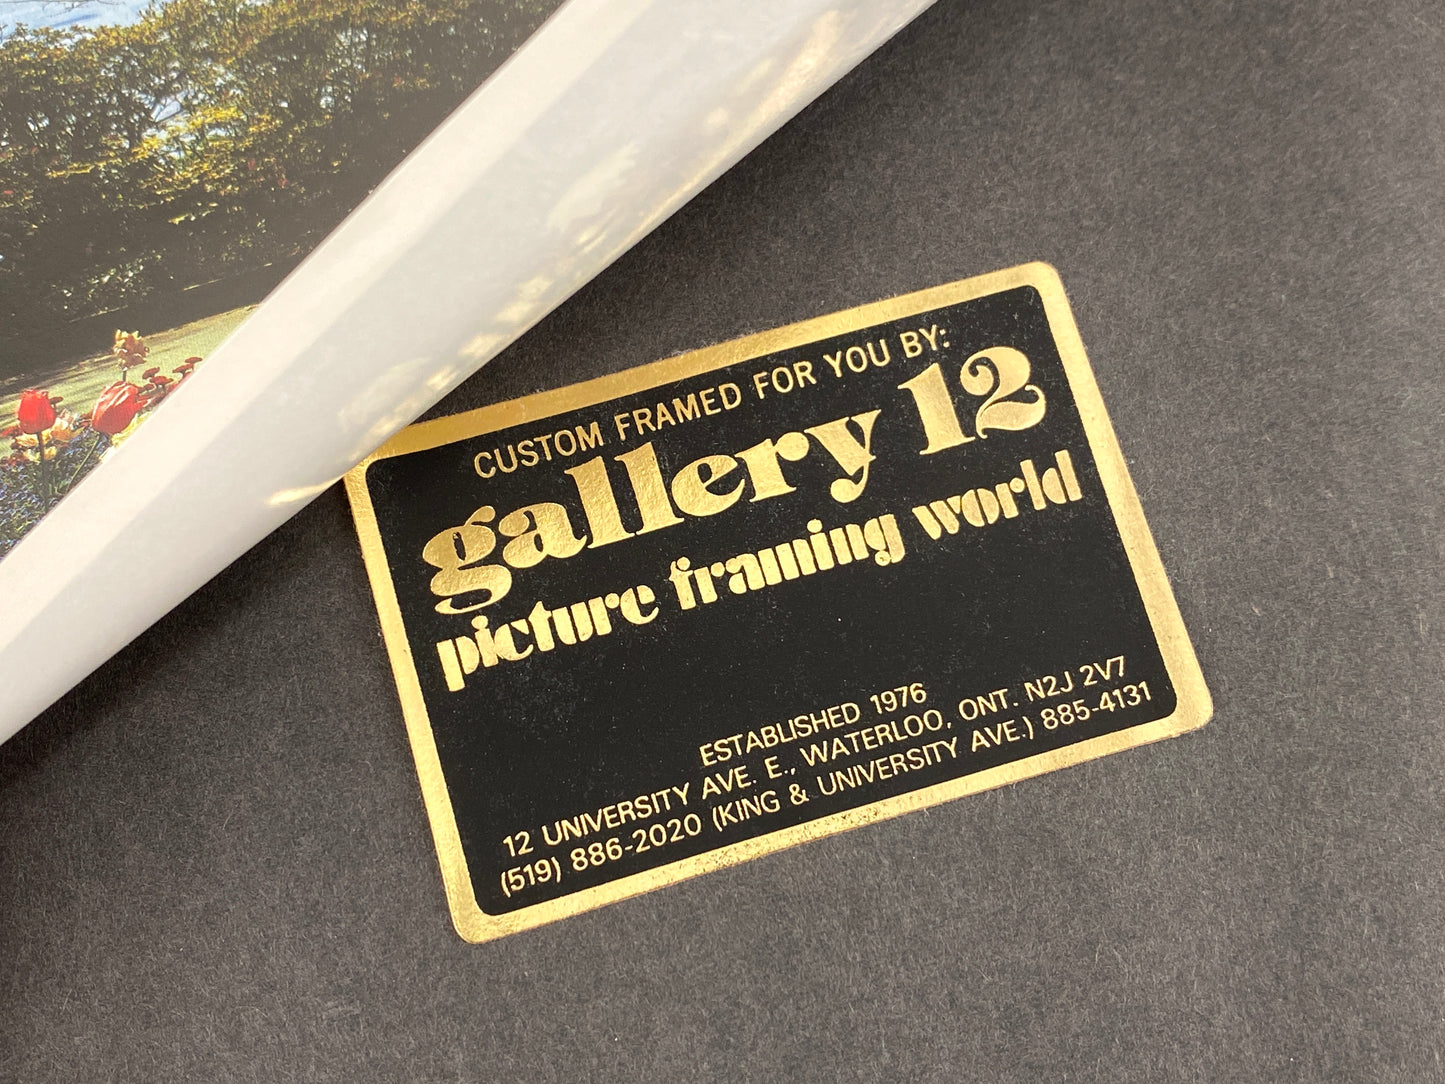 CUSTOM FRAMED FOR YOU BY:
gallery 12
picture framing world
ESTABLISHED 1976
12 UNIVERSITY AVE. E., WATERLOO, ONT. N2J 2V7
(519) 886-2020 (KING & UNIVERSITY AVE.) 885-4131